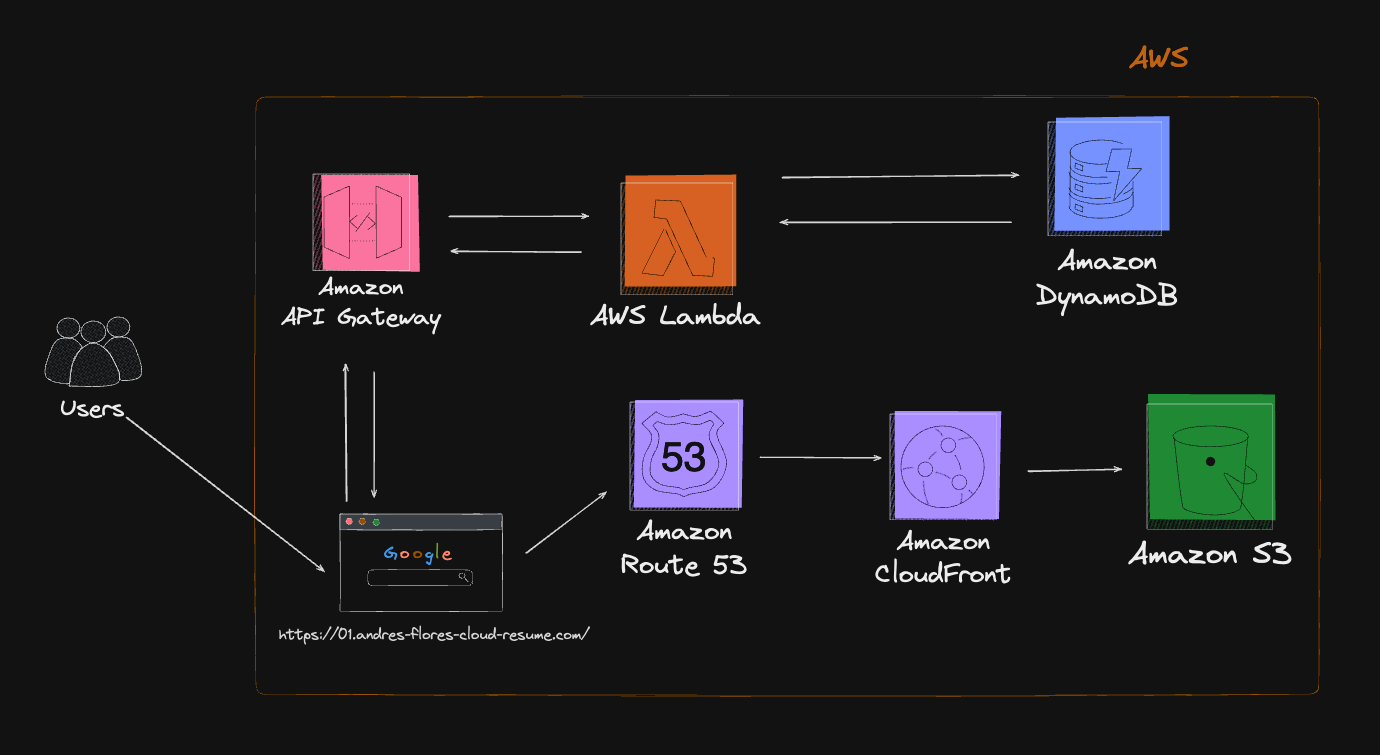 AWS
Amazon
API Gateway
AWS Lambda
Amazon
DynamoDB
Users
Google
https://01.andres-flores-cloud-resume.com/
53
Amazon
Route 53
Amazon
CloudFront
Amazon S3